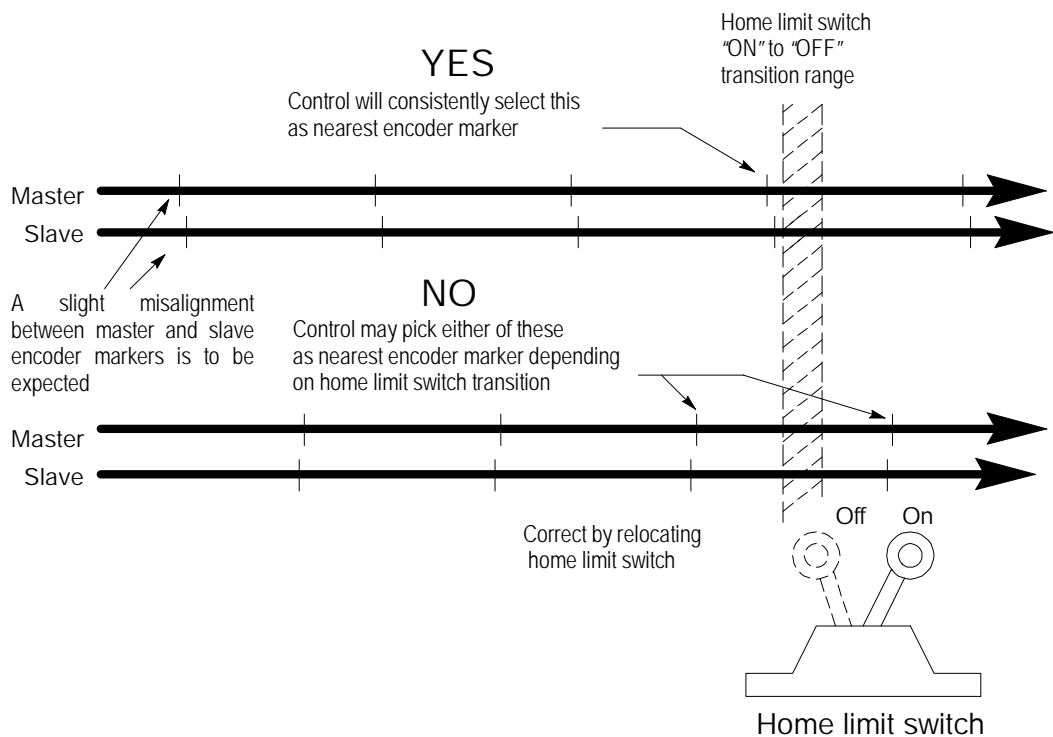 Home limit switch
“ON” to “OFF”
transition range
YES
Control will consistently select this
as nearest encoder marker
Master
Slave
A slight misalignment
between master and slave
encoder markers is to be
expected
NO
Control may pick either of these
as nearest encoder marker depending
on home limit switch transition
Master
Slave
Off On
Correct by relocating
home limit switch
Home limit switch